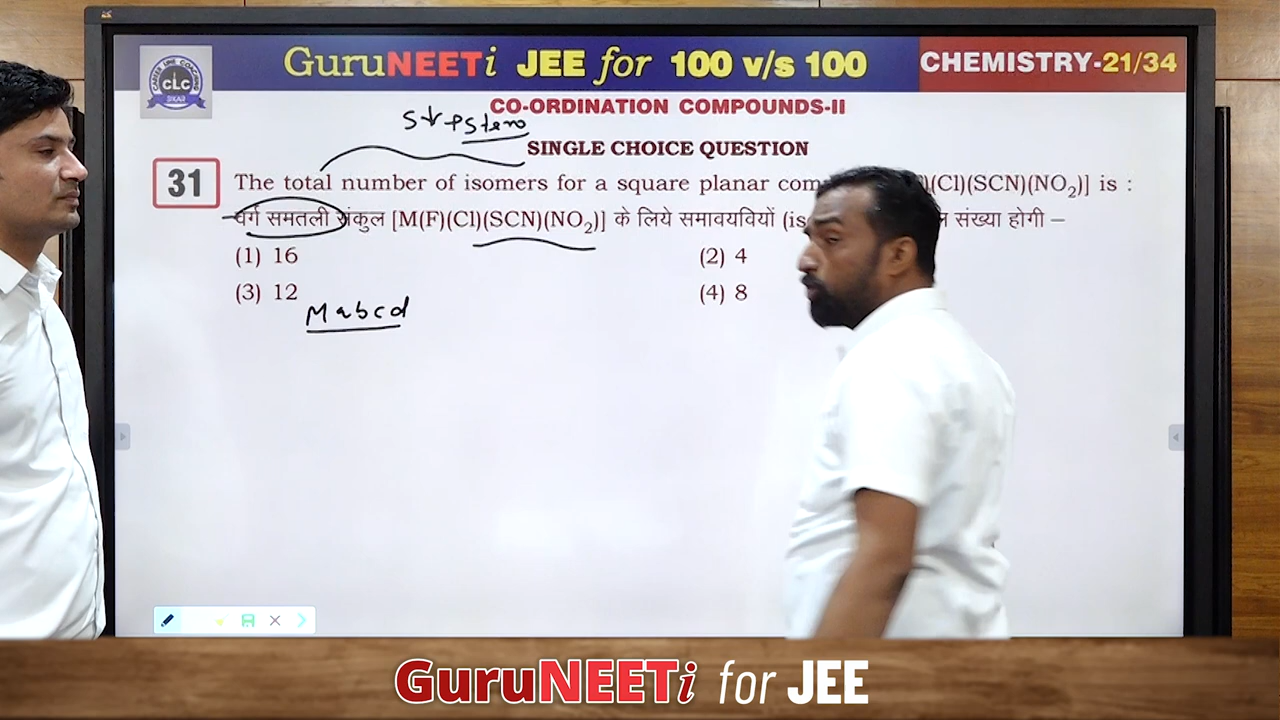 GuruNEETi JEE for 100 v/s 100
CHEMISTRY-21/34
CLC
SIKAR
CO-ORDINATION COMPOUNDS-II
SINGLE CHOICE QUESTION
31
The total number of isomers for a square planar com )(Cl)(SCN)(NO₂)] is :
वर्ग समतली संकुल [M(F)(Cl)(SCN)(NO₂)] के लिये समावयवियों (is संख्या होगी –
(1) 16
(2) 4
(3) 12
(4) 8
Mabcd
GuruNEETi for JEE